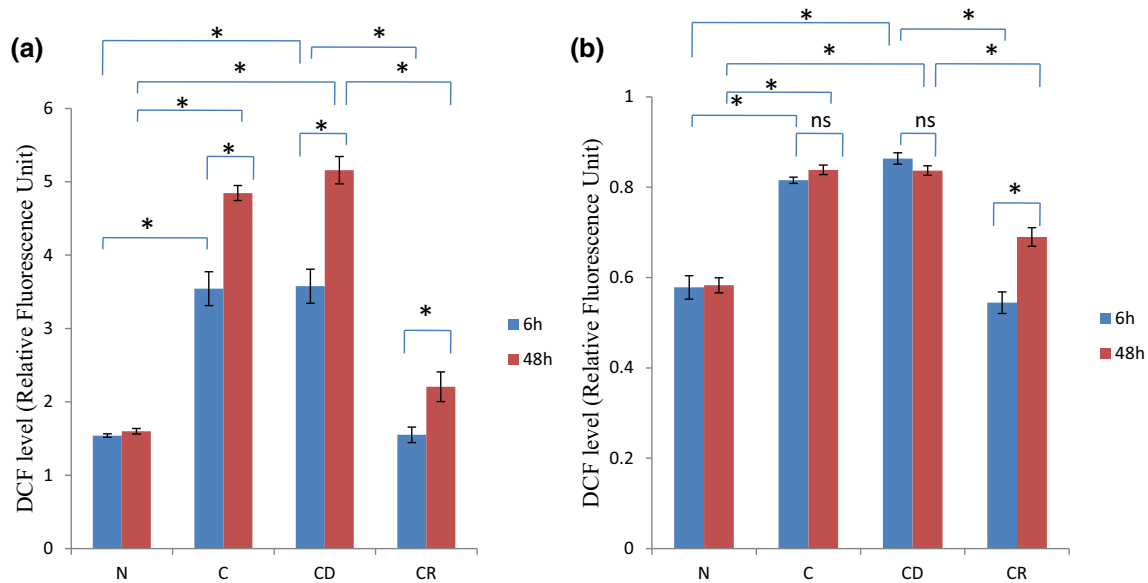 (a)
* *
* *
*
* *
*
*
DCF level (Relative Fluorescence Unit)
6
5
4
3
2
1
0
N C CD CR
6h
48h
(b)
* *
* *
*
*
ns ns
*
DCF level (Relative Fluorescence Unit)
1
0.8
0.6
0.4
0.2
0
N C CD CR
6h
48h